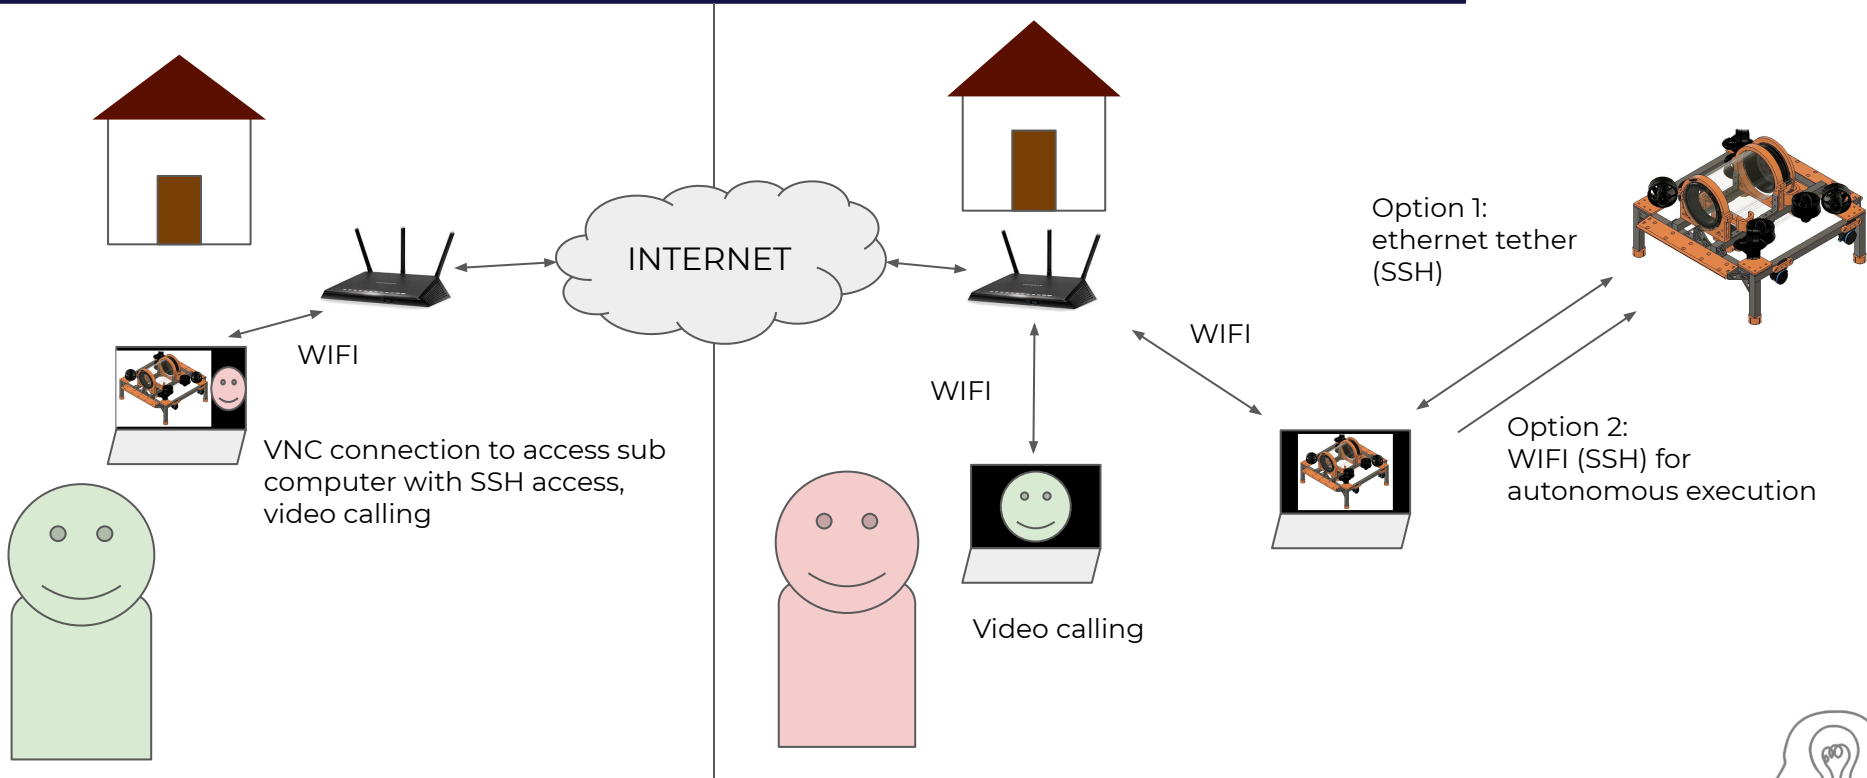 INTERNET
WIFI
VNC connection to access sub
computer with SSH access,
video calling
WIFI
Video calling
WIFI
Option 1:
ethernet tether
(SSH)
Option 2:
WIFI (SSH) for
autonomous execution